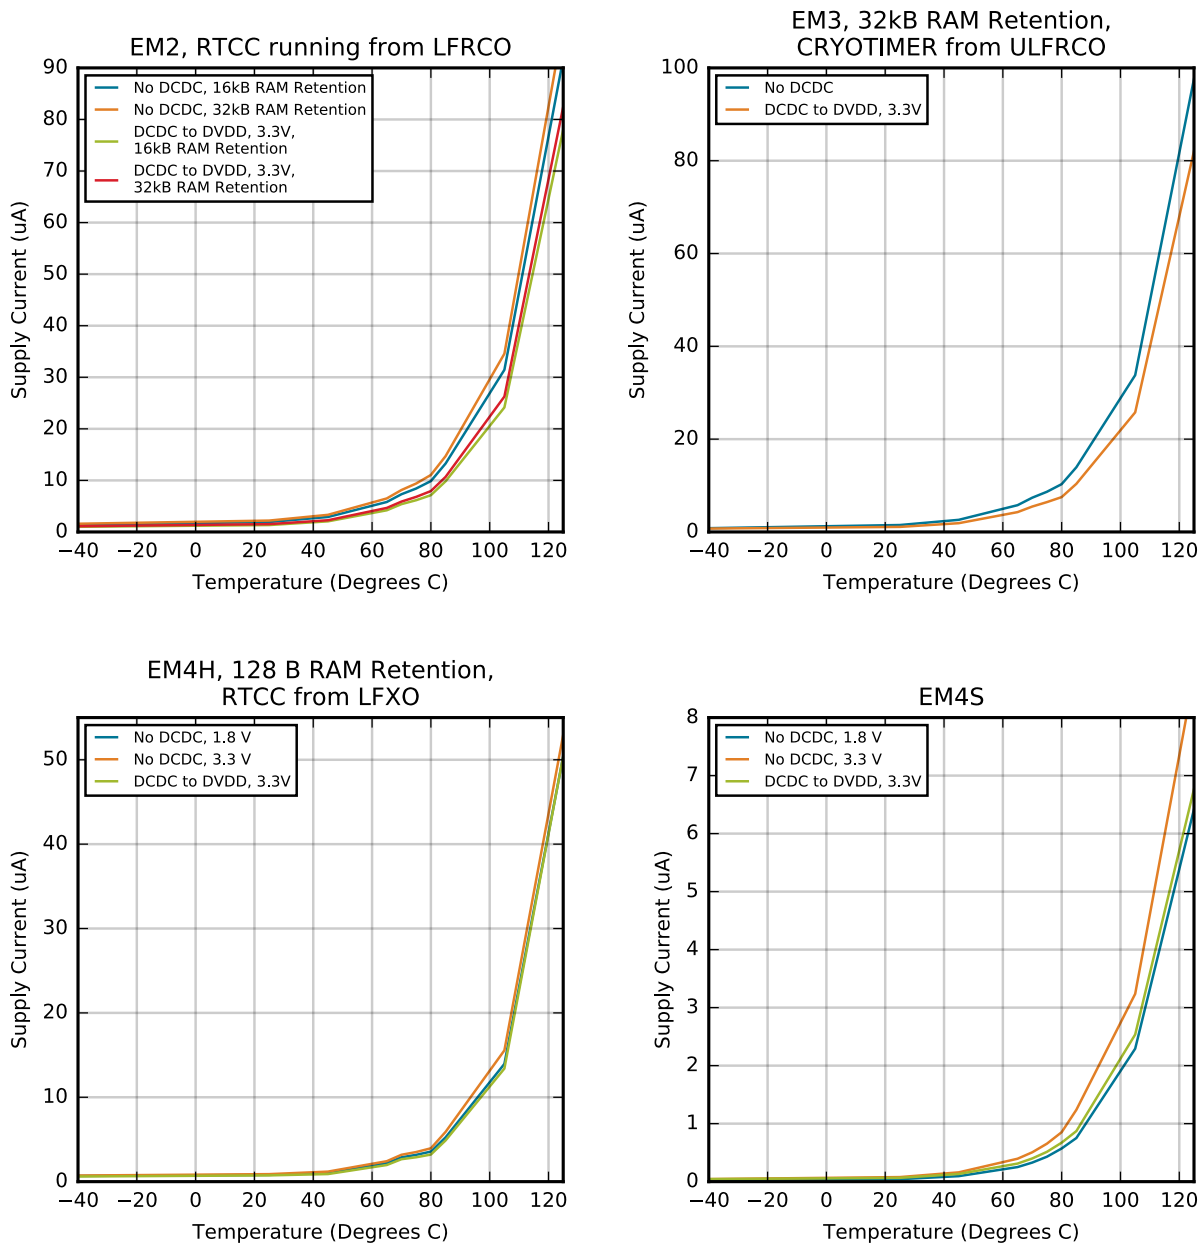 EM2, RTCC running from LFRCO
90
80
70
60
50
40
30
20
10
0
Supply Current (uA)
No DCDC, 16kB RAM Retention
No DCDC, 32kB RAM Retention
DCDC to DVDD, 3.3V,
16kB RAM Retention
DCDC to DVDD, 3.3V,
32kB RAM Retention
−40 −20 0 20 40 60 80 100 120
Temperature (Degrees C)
EM3, 32kB RAM Retention,
CRYOTIMER from ULFRCO
100
80
60
40
20
0
Supply Current (uA)
No DCDC
DCDC to DVDD, 3.3V
−40 −20 0 20 40 60 80 100 120
Temperature (Degrees C)
EM4H, 128 B RAM Retention,
RTCC from LFXO
50
40
30
20
10
0
Supply Current (uA)
No DCDC, 1.8 V
No DCDC, 3.3 V
DCDC to DVDD, 3.3V
−40 −20 0 20 40 60 80 100 120
Temperature (Degrees C)
EM4S
8
7
6
5
4
3
2
1
0
Supply Current (uA)
No DCDC, 1.8 V
No DCDC, 3.3 V
DCDC to DVDD, 3.3V
−40 −20 0 20 40 60 80 100 120
Temperature (Degrees C)